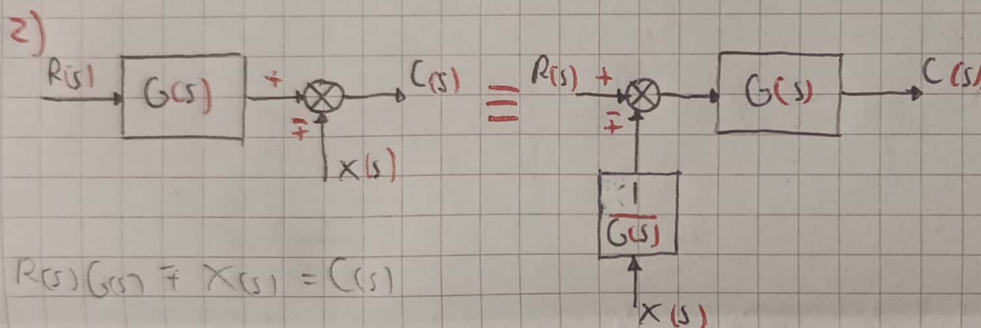 2)
R(s) G(s) + ∓ X(s) C(s) ≡ R(s) + ∓ G(s) C(s)
1
G(s)
X(s)
R(s) G(s) ∓ X(s) = C(s)